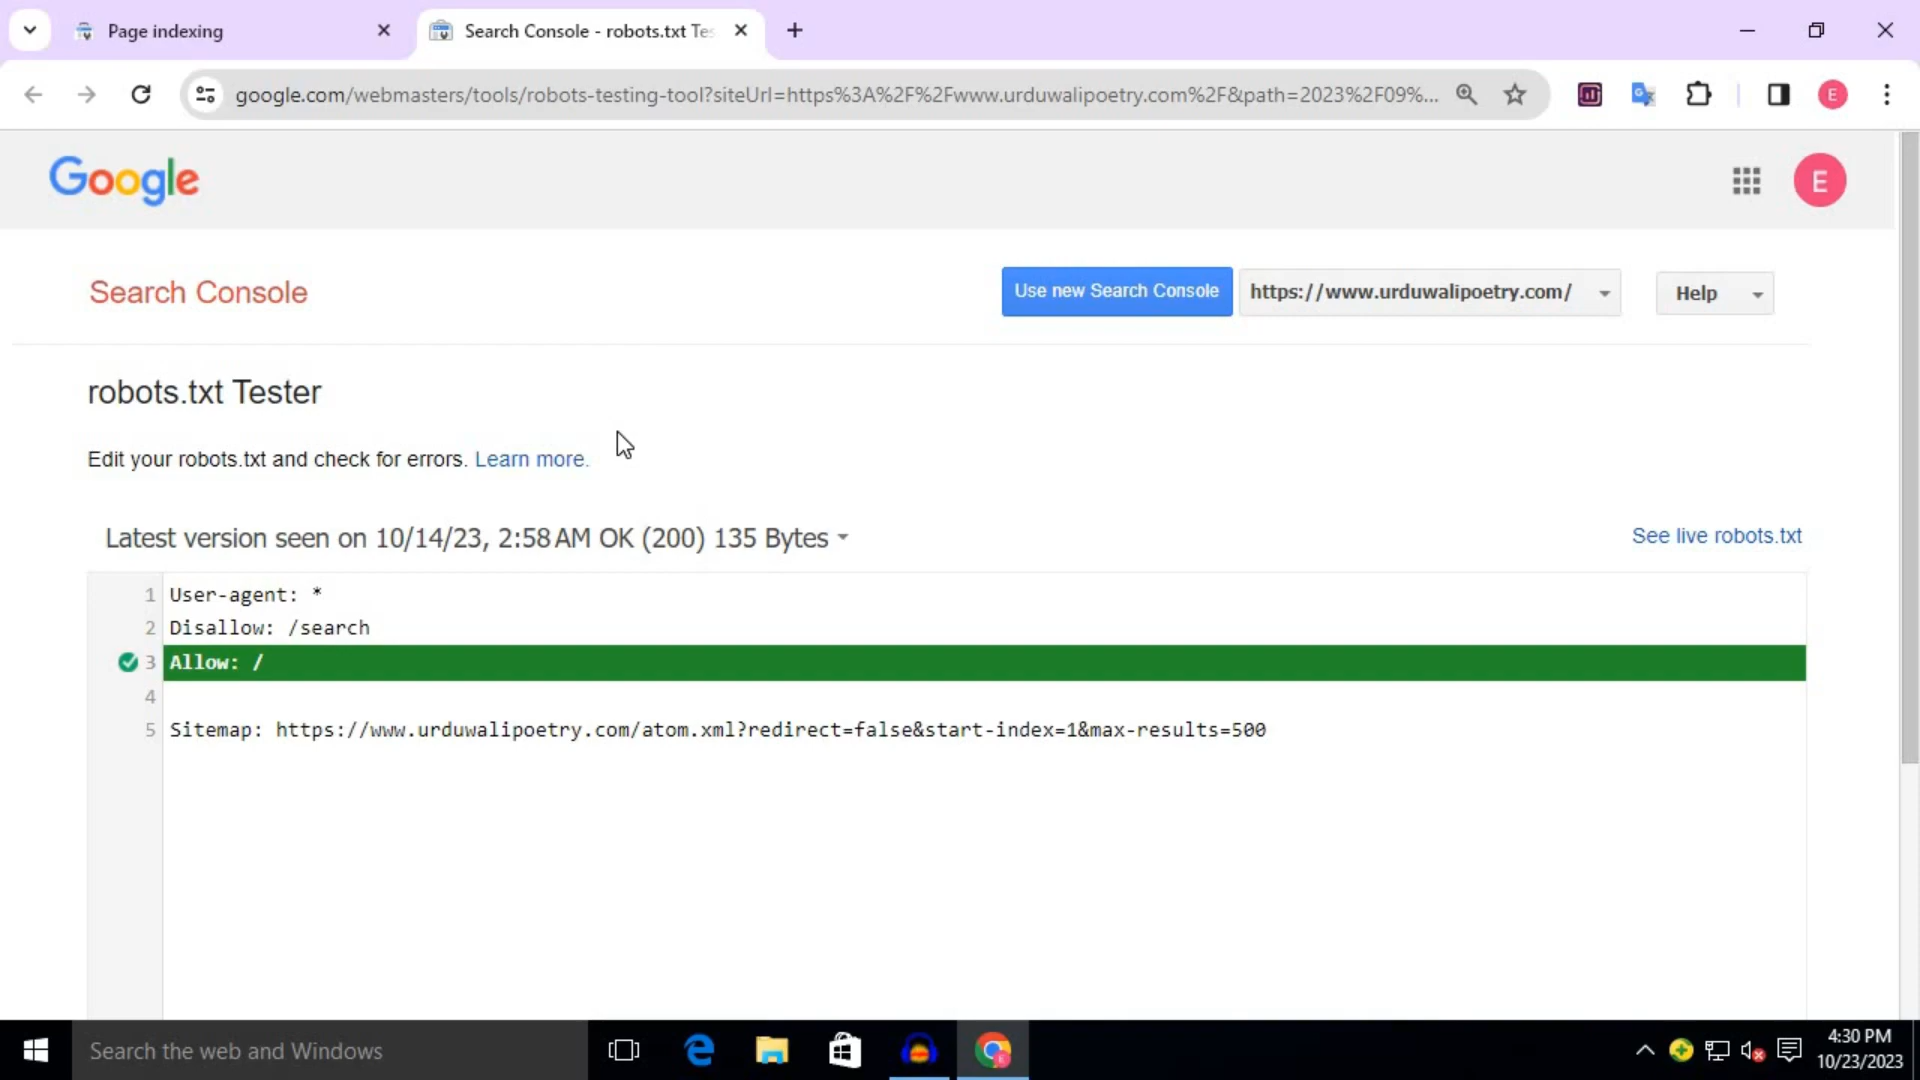 Page indexing
Search Console - robots.txt Tes
google.com/webmasters/tools/robots-testing-tool?siteUrl=https%3A%2F%2Fwww.urduwalipoetry.com%2F&path=2023%2F09%...
E
Google
E
Search Console
Use new Search Console
https://www.urduwalipoetry.com/
Help
robots.txt Tester
Edit your robots.txt and check for errors. Learn more.
Latest version seen on 10/14/23, 2:58 AM OK (200) 135 Bytes
See live robots.txt
1 User-agent: *
2 Disallow: /search
3 Allow: /
4
5 Sitemap: https://www.urduwalipoetry.com/atom.xml?redirect=false&start-index=1&max-results=500
Search the web and Windows
4:30 PM
10/23/2023